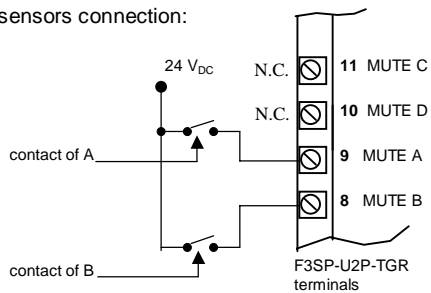 sensors connection:
24 VDC
N.C. 11 MUTE C
N.C. 10 MUTE D
contact of A 9 MUTE A
8 MUTE B
contact of B
F3SP-U2P-TGR
terminals